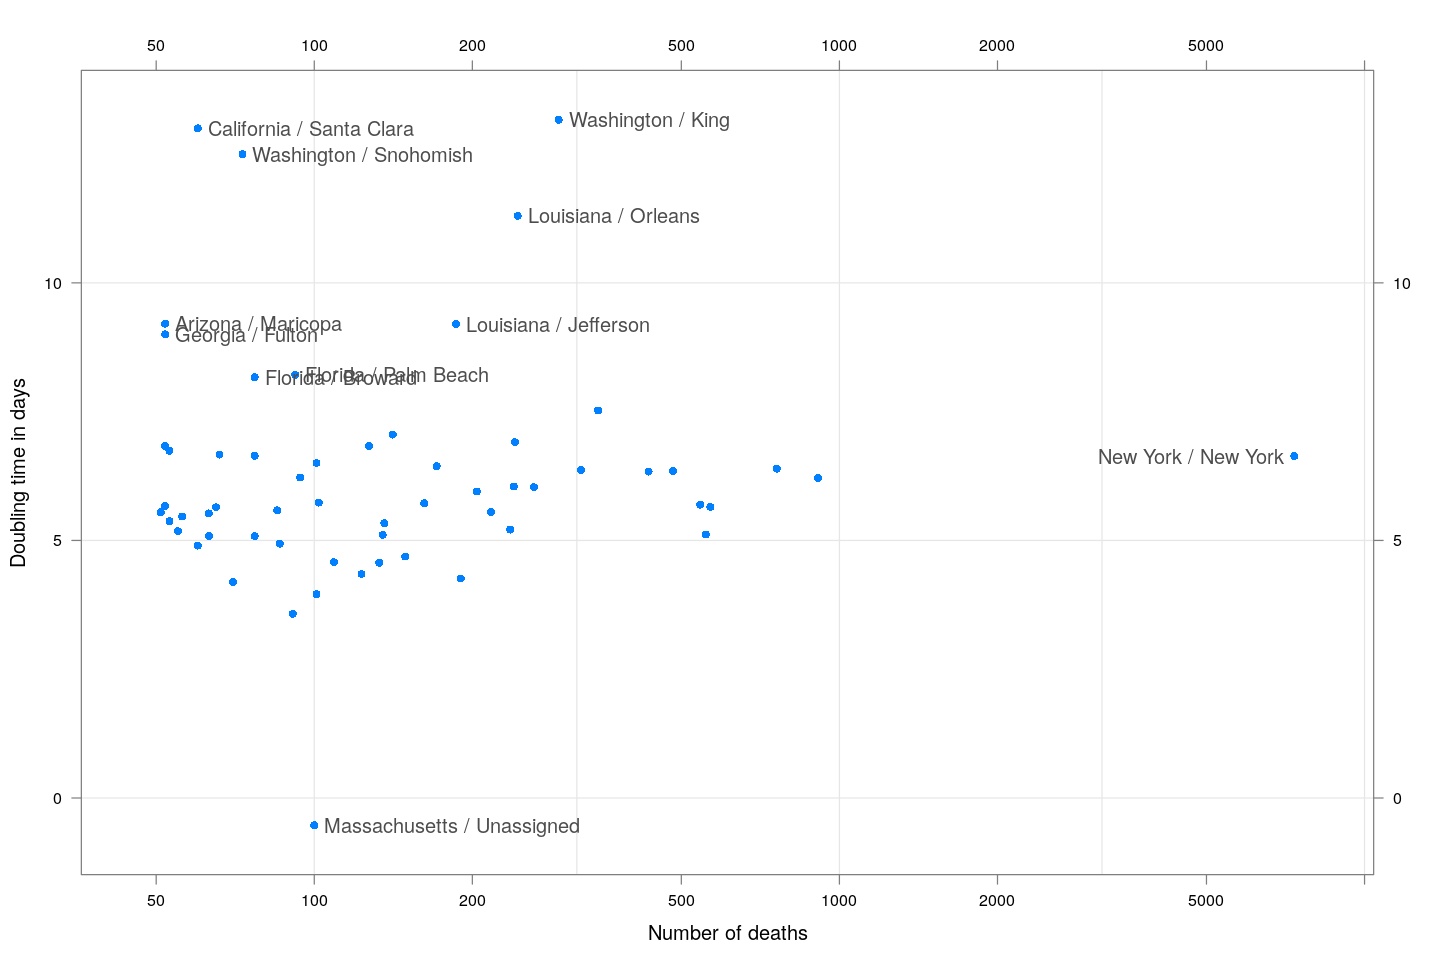 50 100 200 500 1000 2000 5000
California / Santa Clara
Washington / King
Washington / Snohomish
Louisiana / Orleans
10 10
Arizona / Maricopa
Louisiana / Jefferson
Georgia / Fulton
Florida / Palm Beach
Florida / Broward
New York / New York
Doubling time in days
5 5
0 0
Massachusetts / Unassigned
50 100 200 500 1000 2000 5000
Number of deaths